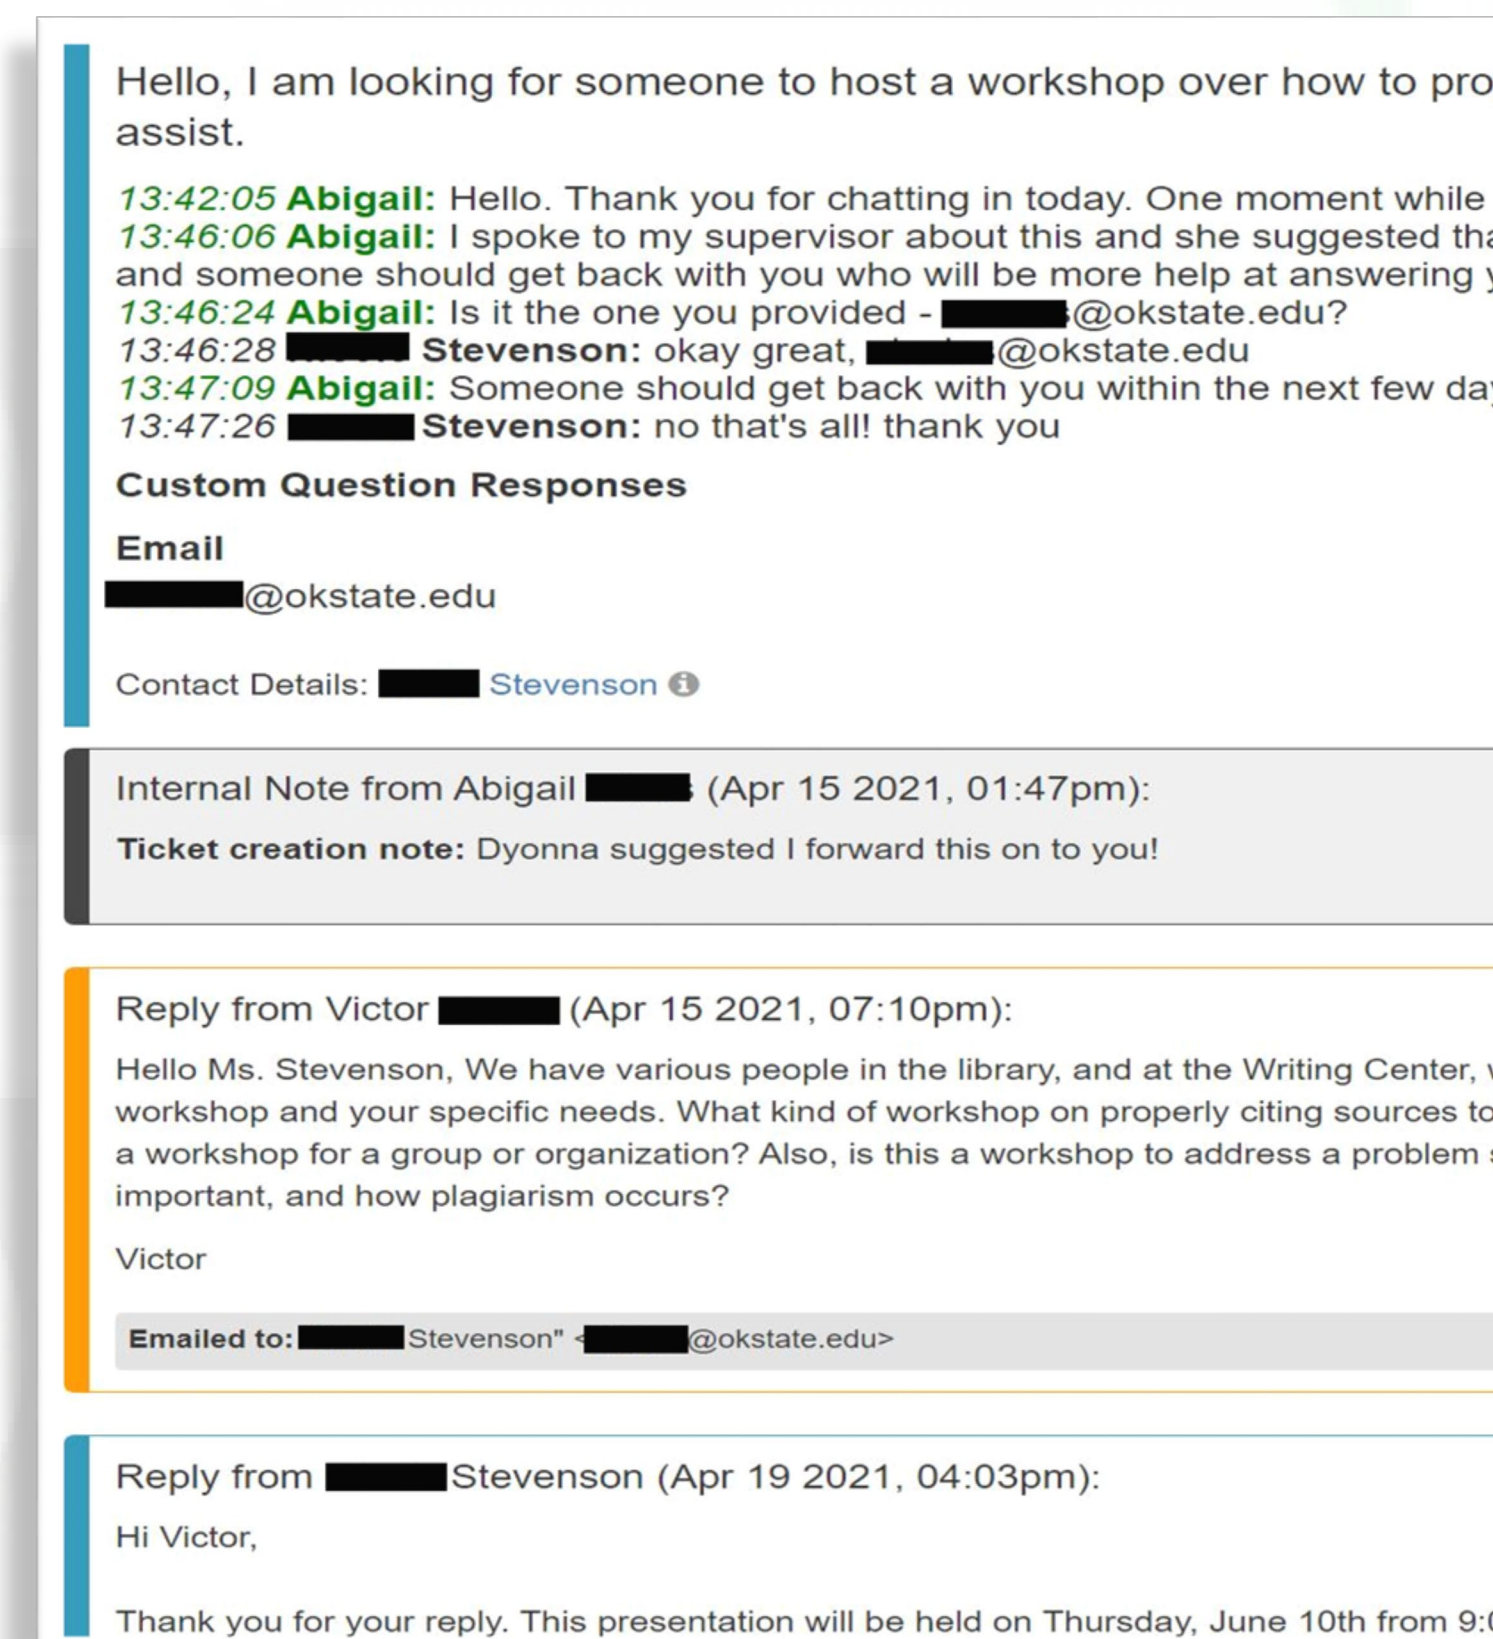 Hello, I am looking for someone to host a workshop over how to pro
assist.
13:42:05 Abigail: Hello. Thank you for chatting in today. One moment while
13:46:06 Abigail: I spoke to my supervisor about this and she suggested tha
and someone should get back with you who will be more help at answering
13:46:24 Abigail: Is it the one you provided - @okstate.edu?
13:46:28 Stevenson: okay great, @okstate.edu
13:47:09 Abigail: Someone should get back with you within the next few day
13:47:26 Stevenson: no that's all! thank you
Custom Question Responses
Email
@okstate.edu
Contact Details: Stevenson
Internal Note from Abigail (Apr 15 2021, 01:47pm):
Ticket creation note: Dyonna suggested I forward this on to you!
Reply from Victor (Apr 15 2021, 07:10pm):
Hello Ms. Stevenson, We have various people in the library, and at the Writing Center,
workshop and your specific needs. What kind of workshop on properly citing sources to
a workshop for a group or organization? Also, is this a workshop to address a problem
important, and how plagiarism occurs?
Victor
Emailed to: Stevenson" < @okstate.edu>
Reply from Stevenson (Apr 19 2021, 04:03pm):
Hi Victor,
Thank you for your reply. This presentation will be held on Thursday, June 10th from 9:0